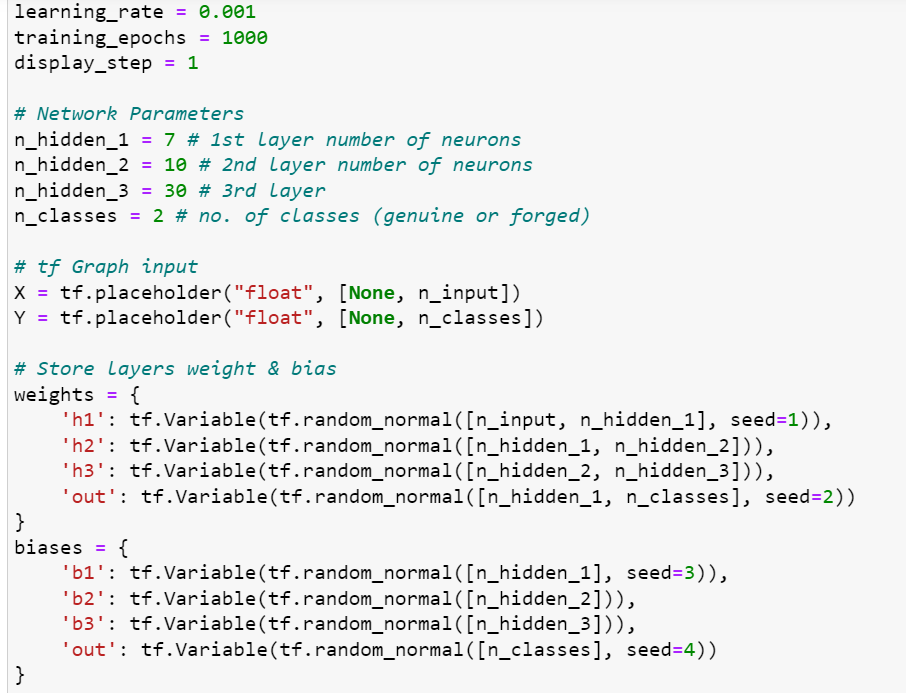 learning_rate = 0.001
training_epochs = 1000
display_step = 1
# Network Parameters
n_hidden_1 = 7 # 1st layer number of neurons
n_hidden_2 = 10 # 2nd layer number of neurons
n_hidden_3 = 30 # 3rd layer
n_classes = 2 # no. of classes (genuine or forged)
# tf Graph input
X = tf.placeholder("float", [None, n_input])
Y = tf.placeholder("float", [None, n_classes])
# Store layers weight & bias
weights = {
    'h1': tf.Variable(tf.random_normal([n_input, n_hidden_1], seed=1)),
    'h2': tf.Variable(tf.random_normal([n_hidden_1, n_hidden_2])),
    'h3': tf.Variable(tf.random_normal([n_hidden_2, n_hidden_3])),
    'out': tf.Variable(tf.random_normal([n_hidden_1, n_classes], seed=2))
}
biases = {
    'b1': tf.Variable(tf.random_normal([n_hidden_1], seed=3)),
    'b2': tf.Variable(tf.random_normal([n_hidden_2])),
    'b3': tf.Variable(tf.random_normal([n_hidden_3])),
    'out': tf.Variable(tf.random_normal([n_classes], seed=4))
}